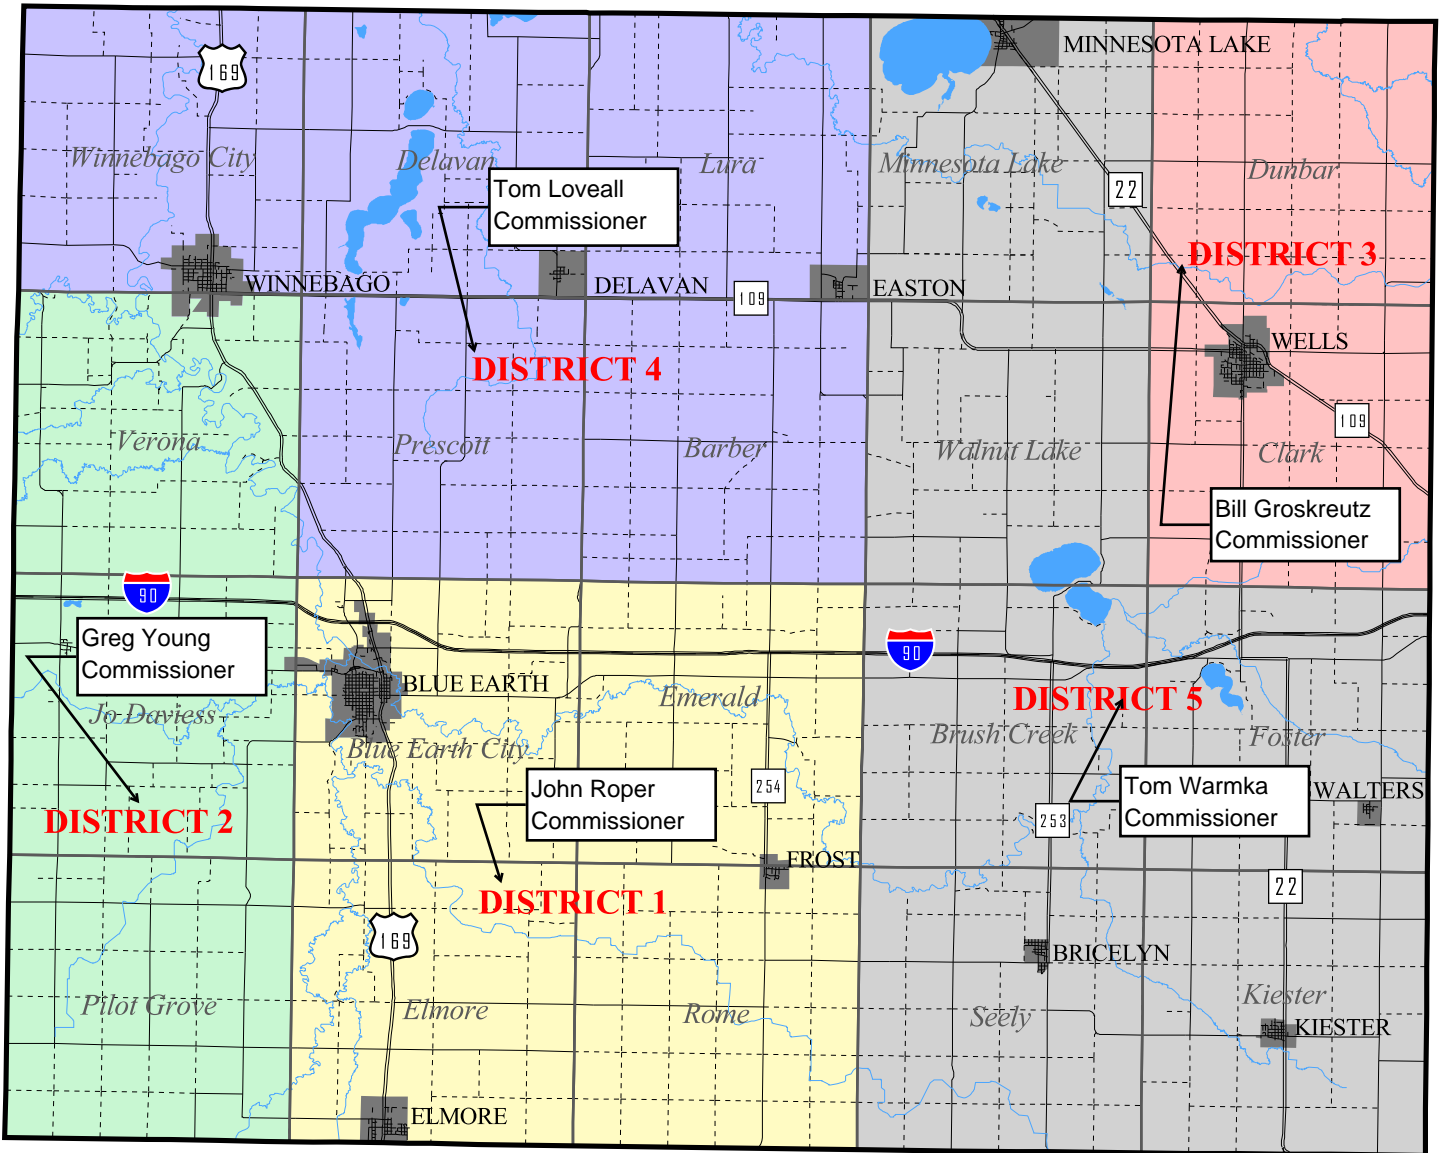 MINNESOTA LAKE
169
Winnebago City
Delavan
Lura
Minnesota Lake
Dunbar
Tom Loveall
Commissioner
22
DISTRICT 3
WINNEBAGO
DELAVAN
109
EASTON
WELLS
DISTRICT 4
109
Verona
Prescott
Barber
Walnut Lake
Clark
Bill Groskreutz
Commissioner
90
Greg Young
Commissioner
90
BLUE EARTH
Emerald
DISTRICT 5
Jo Daviess
Blue Earth City
Brush Creek
Foster
John Roper
Commissioner
254
Tom Warmka
Commissioner
WALTERS
253
DISTRICT 2
FROST
22
DISTRICT 1
169
BRICELYN
Pilot Grove
Elmore
Rome
Seely
Kiester
KIESTER
ELMORE